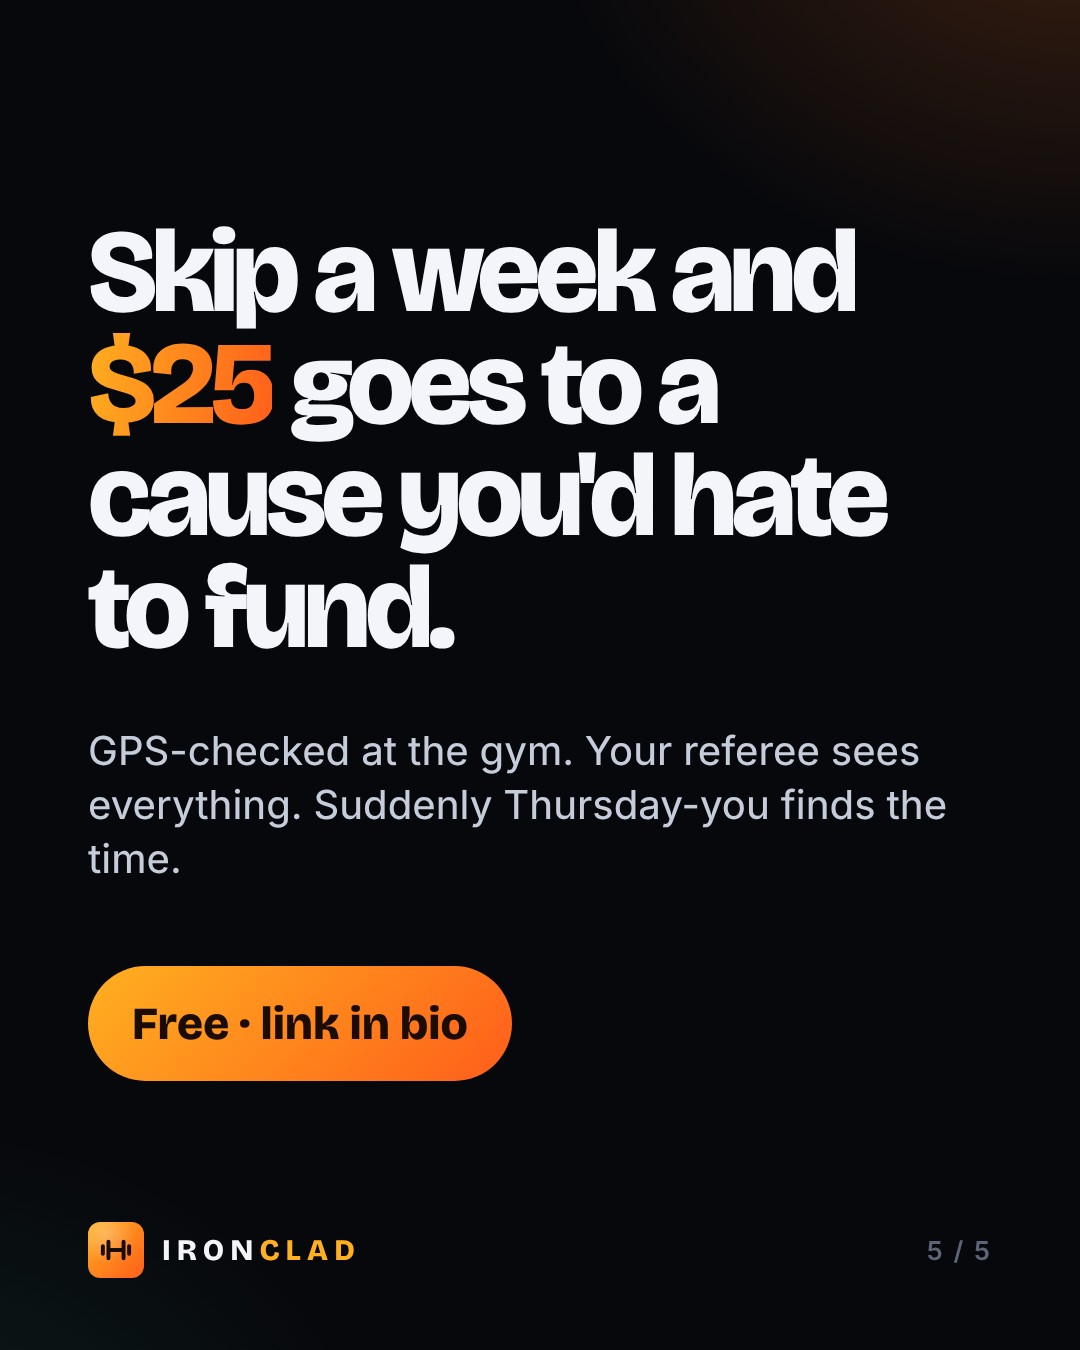 Skip a week and
$25 goes to a
cause you'd hate
to fund.
GPS-checked at the gym. Your referee sees
everything. Suddenly Thursday-you finds the
time.
Free · link in bio
IRONCLAD
5 / 5